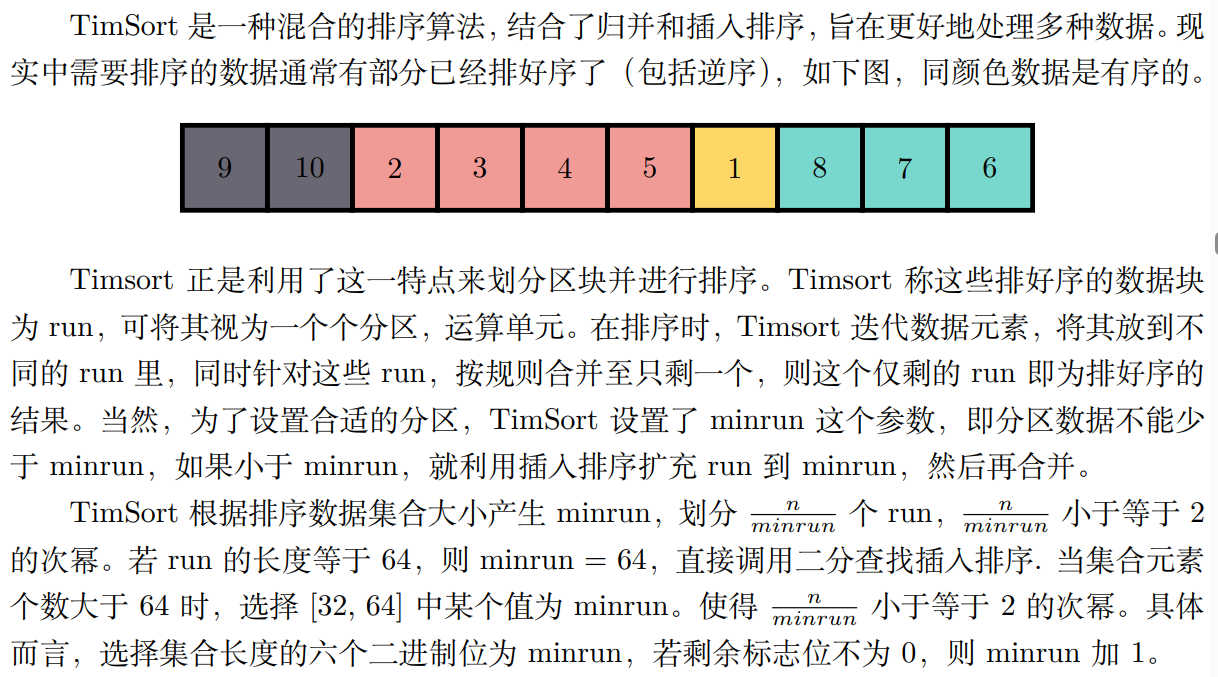 TimSort 是一种混合的排序算法，结合了归并和插入排序，旨在更好地处理多种数据。现
实中需要排序的数据通常有部分已经排好序了（包括逆序），如下图，同颜色数据是有序的。
9 10 2 3 4 5 1 8 7 6
Timsort 正是利用了这一特点来划分区块并进行排序。Timsort 称这些排好序的数据块
为 run，可将其视为一个个分区，运算单元。在排序时，Timsort 迭代数据元素，将其放到不
同的 run 里，同时针对这些 run，按规则合并至只剩一个，则这个仅剩的 run 即为排好序的
结果。当然，为了设置合适的分区，TimSort 设置了 minrun 这个参数，即分区数据不能少
于 minrun，如果小于 minrun，就利用插入排序扩充 run 到 minrun，然后再合并。
TimSort 根据排序数据集合大小产生 minrun，划分 n/minrun 个 run，n/minrun 小于等于 2
的次幂。若 run 的长度等于 64，则 minrun = 64，直接调用二分查找插入排序. 当集合元素
个数大于 64 时，选择 [32, 64] 中某个值为 minrun。使得 n/minrun 小于等于 2 的次幂。具体
而言，选择集合长度的六个二进制位为 minrun，若剩余标志位不为 0，则 minrun 加 1。